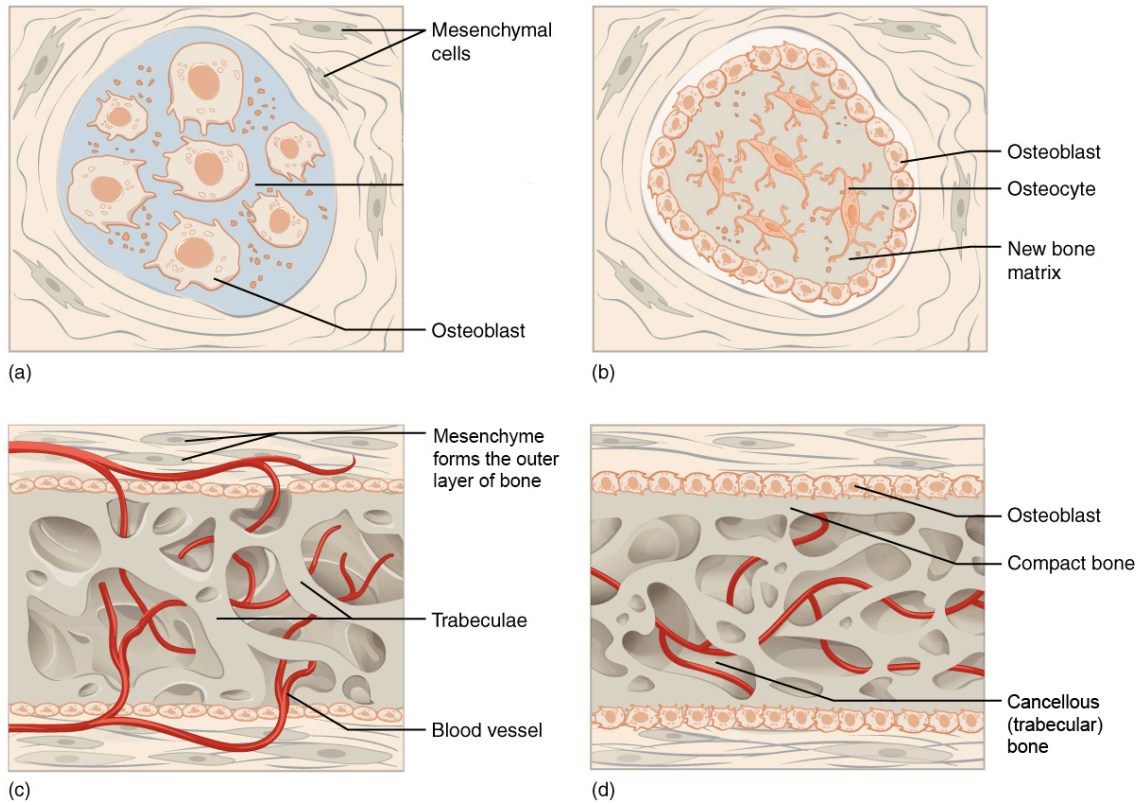 Mesenchymal
cells
Osteoblast
(a)
Osteoblast
Osteocyte
New bone
matrix
(b)
Mesenchyme
forms the outer
layer of bone
Trabeculae
Blood vessel
(c)
Osteoblast
Compact bone
Cancellous
(trabecular)
bone
(d)